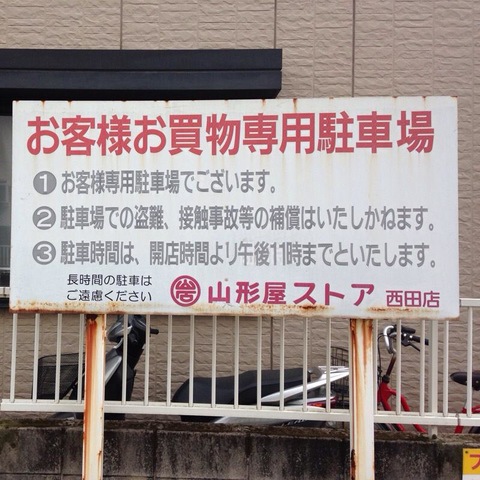 お客様お買物専用駐車場
❶お客様専用駐車場でございます。
❷駐車場での盗難、接触事故等の補償はいたしかねます。
❸駐車時間は、開店時間より午後11時までといたします。
長時間の駐車は
ご遠慮ください
山形屋ストア 西田店